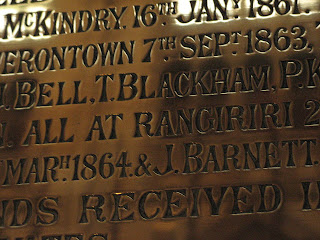 McKINDRY. 16TH JANY 1861.
ERONTOWN 7TH SEPT. 1863,
BELL, T. BLACKHAM, P. K
ALL AT RANGIRIRI 2
MARH 1864. & J. BARNETT.
NDS RECEIVED I